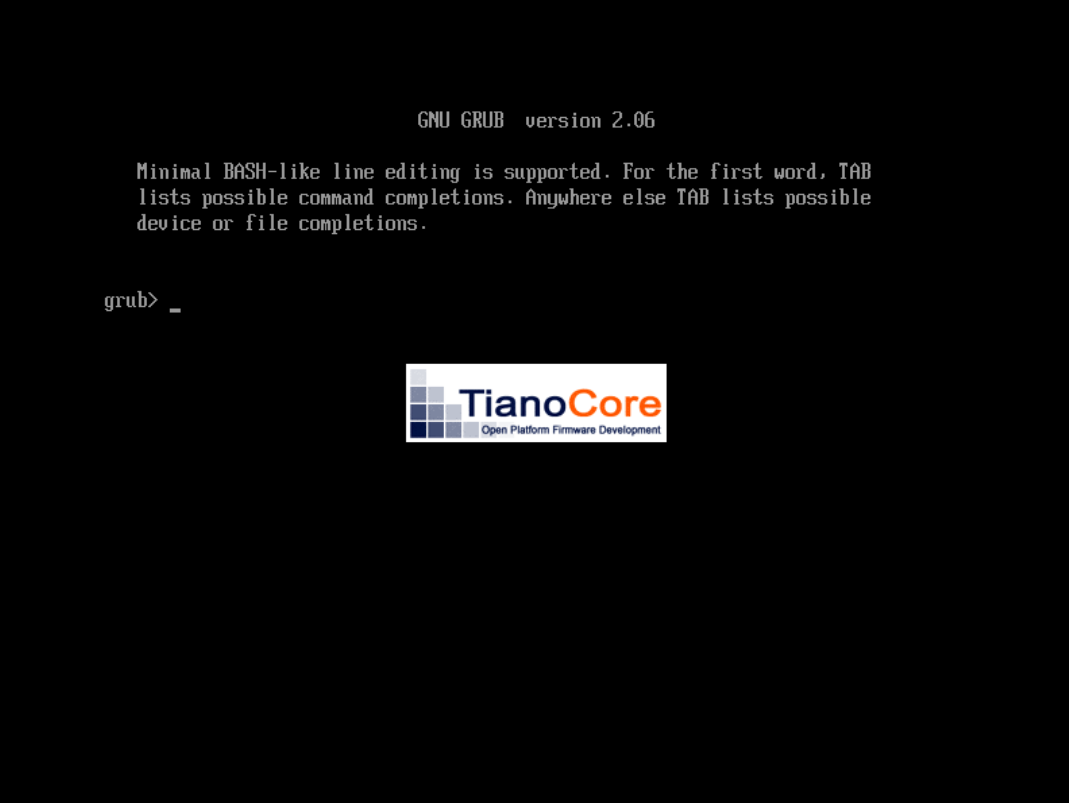 GNU GRUB  version 2.06
Minimal BASH-like line editing is supported. For the first word, TAB
lists possible command completions. Anywhere else TAB lists possible
device or file completions.
grub> _
TianoCore
Open Platform Firmware Development